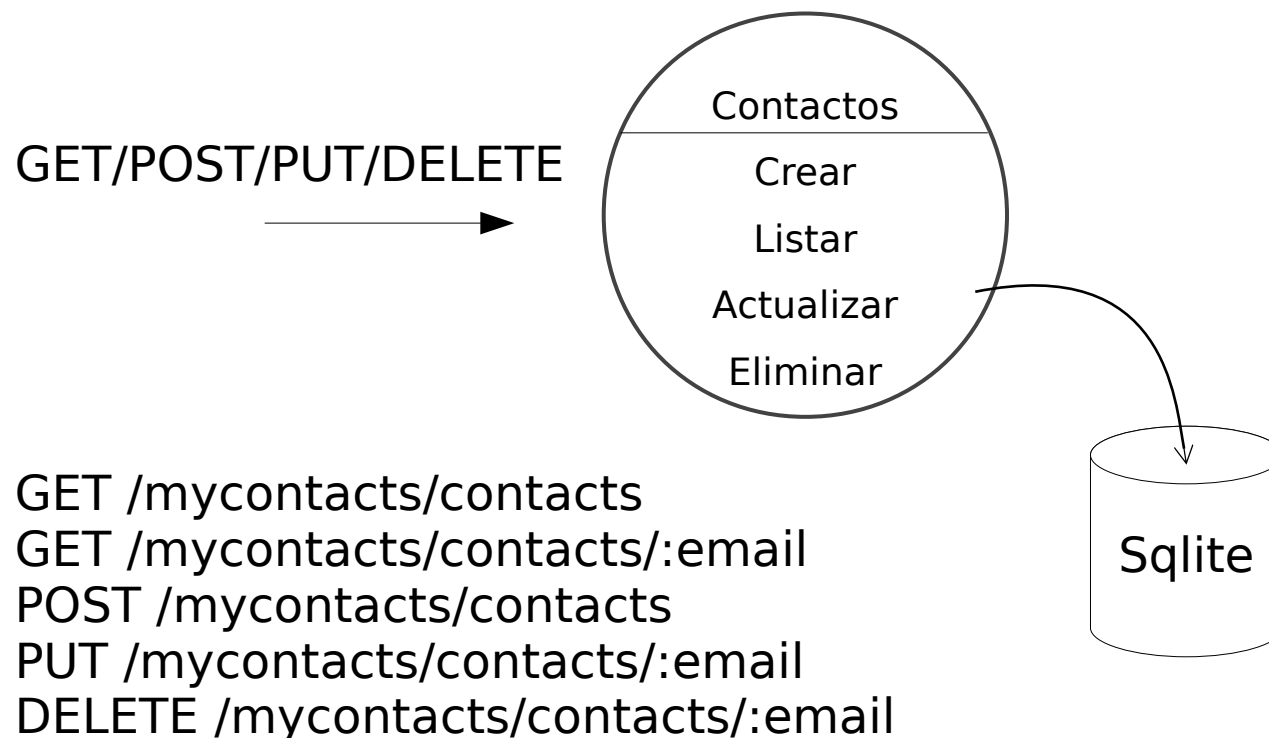 Contactos
GET/POST/PUT/DELETE
Crear
Listar
Actualizar
Eliminar
GET /mycontacts/contacts
GET /mycontacts/contacts/:email
POST /mycontacts/contacts
PUT /mycontacts/contacts/:email
DELETE /mycontacts/contacts/:email
Sqlite